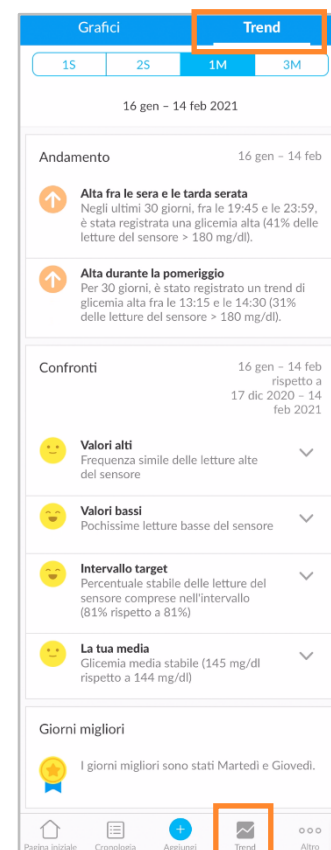 Grafici Trend
1S 2S 1M 3M
16 gen – 14 feb 2021
Andamento 16 gen – 14 feb
Alta fra le sera e le tarda serata
Negli ultimi 30 giorni, fra le 19:45 e le 23:59,
è stata registrata una glicemia alta (41% delle
letture del sensore > 180 mg/dl).
Alta durante la pomeriggio
Per 30 giorni, è stato registrato un trend di
glicemia alta fra le 13:15 e le 14:30 (31%
delle letture del sensore > 180 mg/dl).
Confronti 16 gen – 14 feb
rispetto a
17 dic 2020 – 14
feb 2021
Valori alti
Frequenza simile delle letture alte
del sensore
Valori bassi
Pochissime letture basse del sensore
Intervallo target
Percentuale stabile delle letture del
sensore comprese nell'intervallo
(81% rispetto a 81%)
La tua media
Glicemia media stabile (145 mg/dl
rispetto a 144 mg/dl)
Giorni migliori
I giorni migliori sono stati Martedì e Giovedì.
Pagina iniziale Cronologia Aggiungi Trend Altro